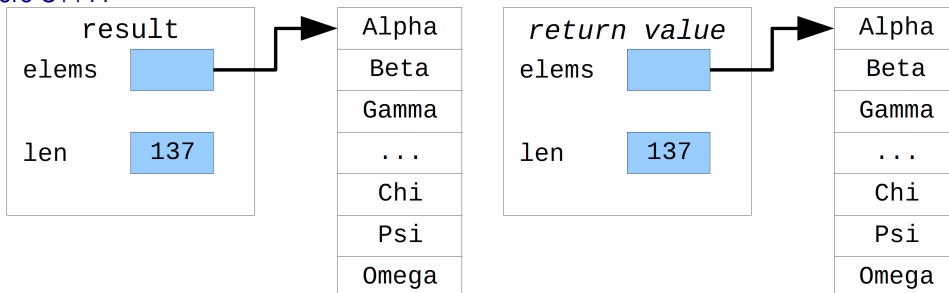 result
elems
len
137
Alpha
Beta
Gamma
...
Chi
Psi
Omega
return value
elems
len
137
Alpha
Beta
Gamma
...
Chi
Psi
Omega